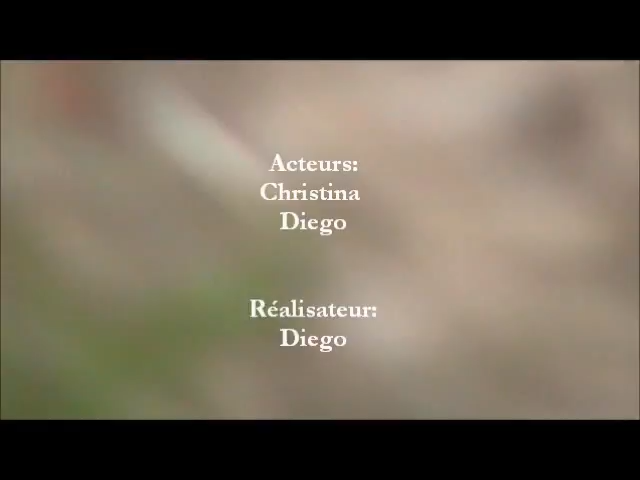 Acteurs:
Christina
Diego
Réalisateur:
Diego